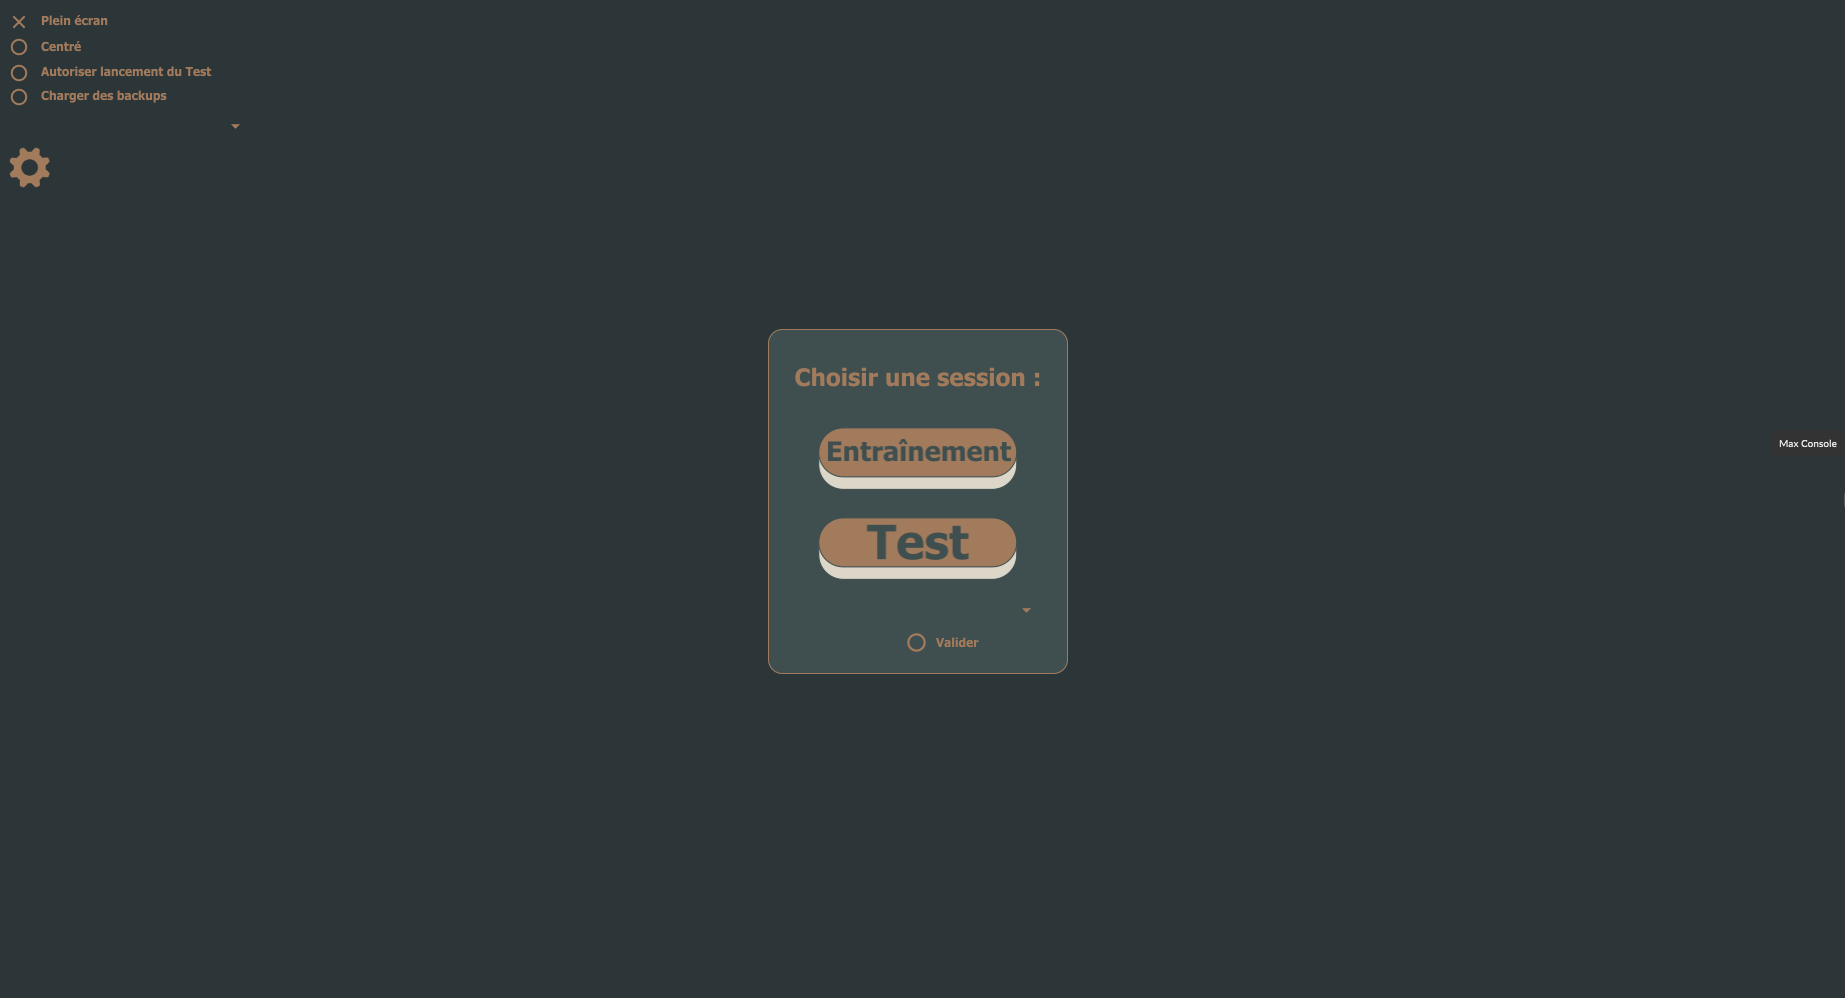 Plein écran
Centré
Autoriser lancement du Test
Charger des backups
Choisir une session :
Entraînement
Test
Valider
Max Console